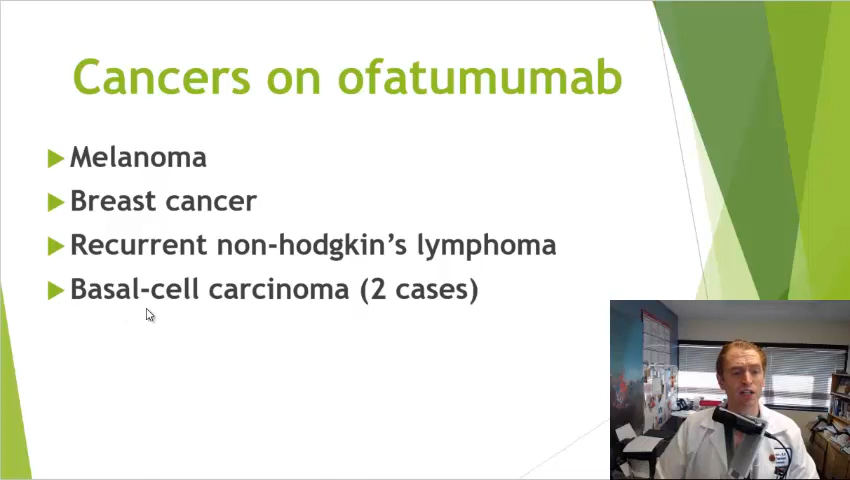 Cancers on ofatumumab
Melanoma
Breast cancer
Recurrent non-hodgkin's lymphoma
Basal-cell carcinoma (2 cases)